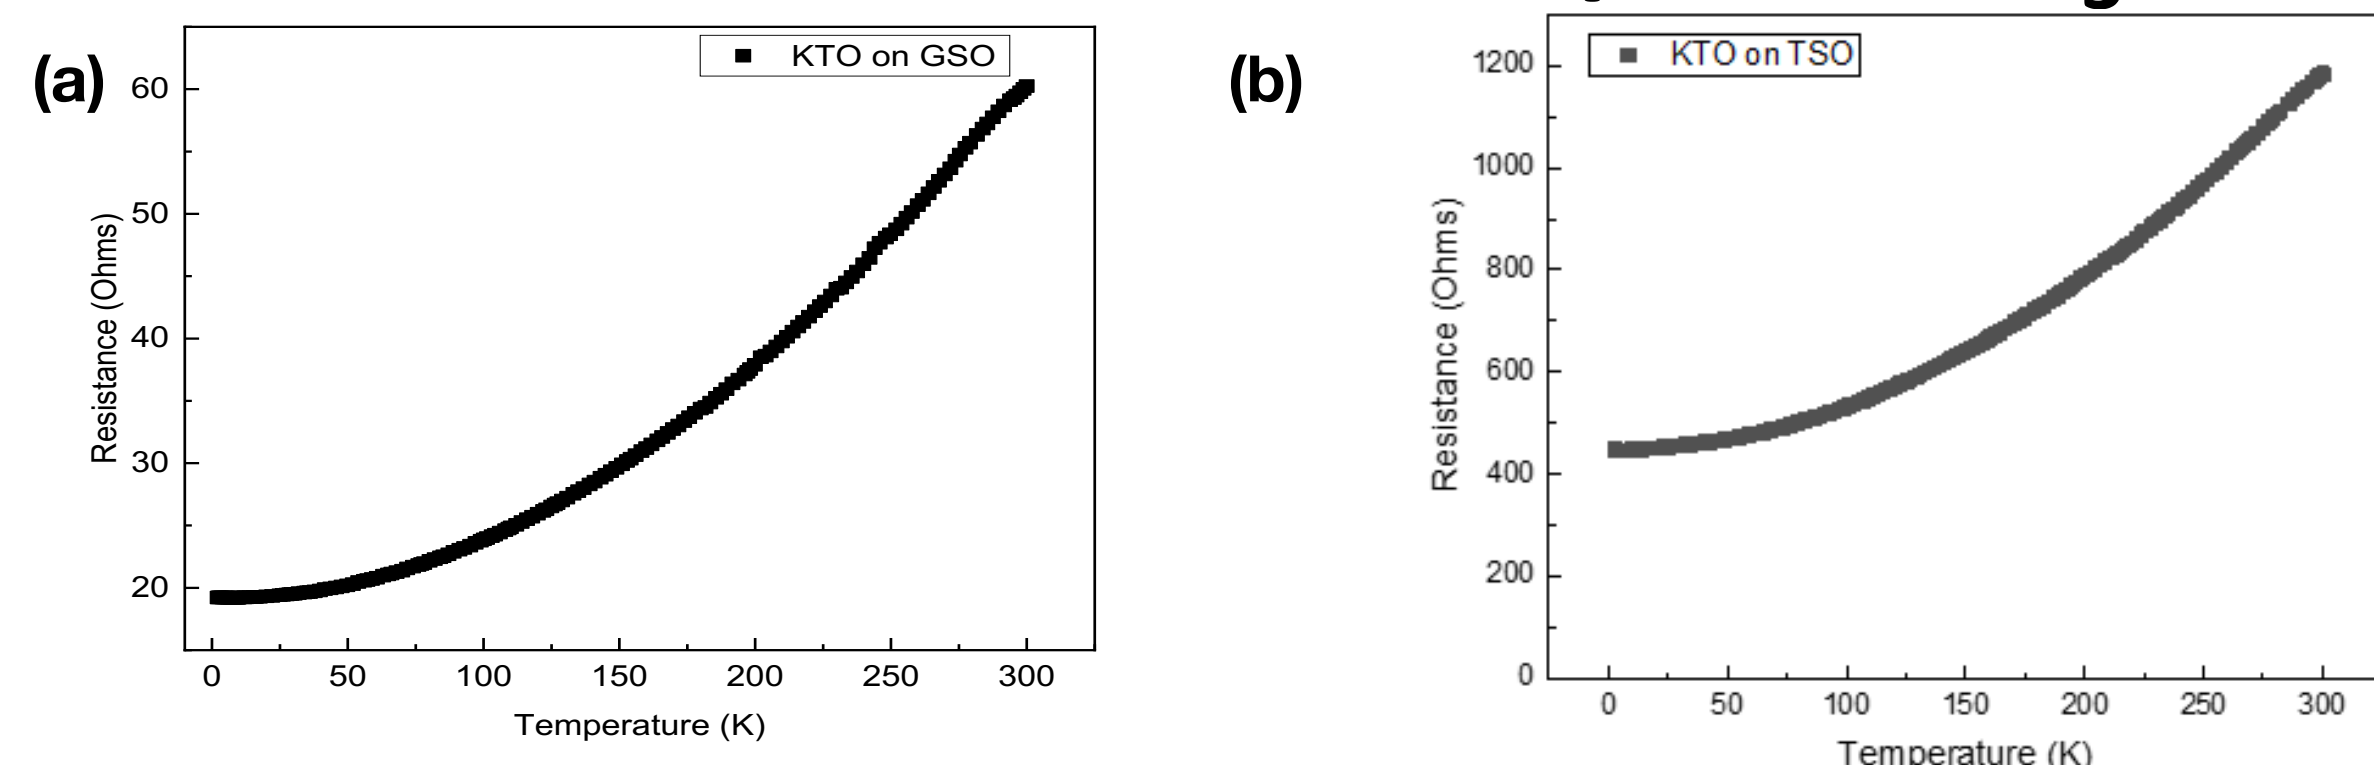 (a)
KTO on GSO
60
50
40
30
20
Resistance (Ohms)
0 50 100 150 200 250 300
Temperature (K)
(b)
KTO on TSO
1200
1000
800
600
400
200
0
Resistance (Ohms)
0 50 100 150 200 250 300
Temperature (K)